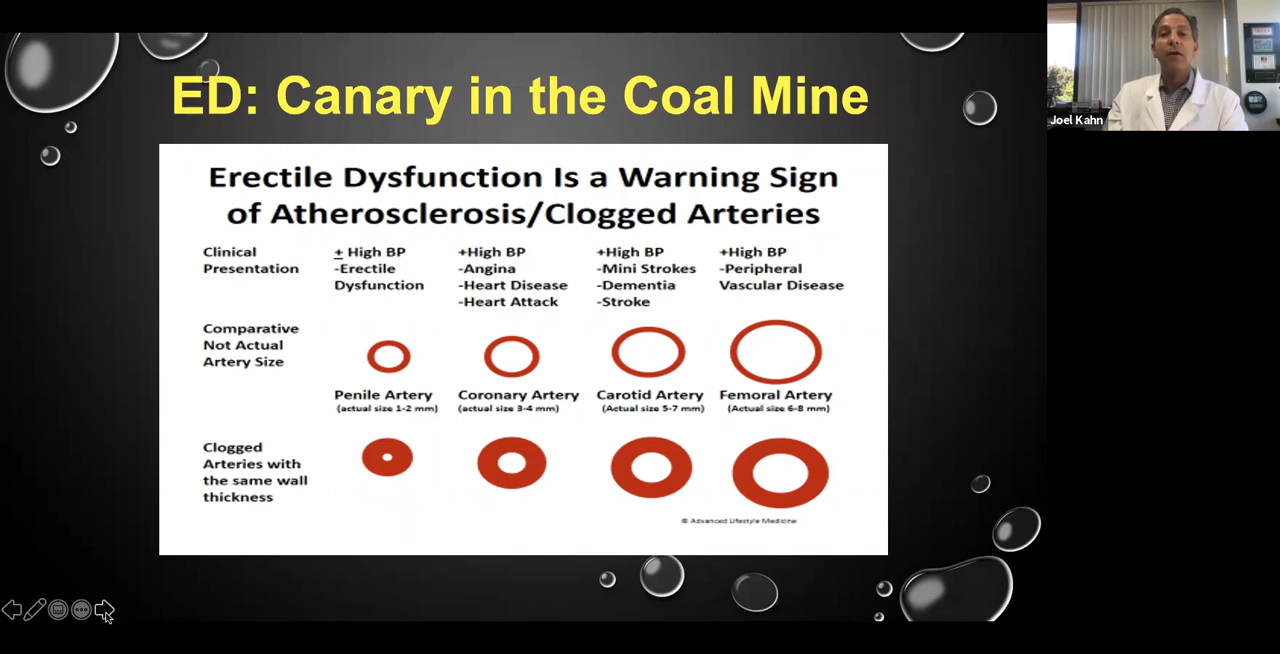 ED: Canary in the Coal Mine
Joel Kahn
Erectile Dysfunction Is a Warning Sign
of Atherosclerosis/Clogged Arteries
Clinical
Presentation
± High BP
-Erectile
Dysfunction
+High BP
-Angina
-Heart Disease
-Heart Attack
+High BP
-Mini Strokes
-Dementia
-Stroke
+High BP
-Peripheral
Vascular Disease
Comparative
Not Actual
Artery Size
Penile Artery
(actual size 1-2 mm)
Coronary Artery
(actual size 3-4 mm)
Carotid Artery
(Actual size 5-7 mm)
Femoral Artery
(Actual size 6-8 mm)
Clogged
Arteries with
the same wall
thickness
© Advanced Lifestyle Medicine